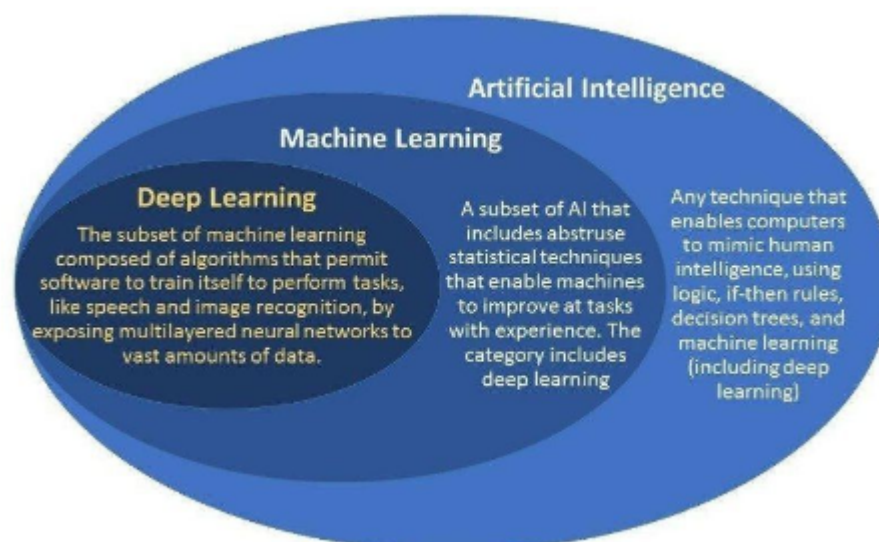 Artificial Intelligence
Machine Learning
Deep Learning
The subset of machine learning
composed of algorithms that permit
software to train itself to perform tasks,
like speech and image recognition, by
exposing multilayered neural networks to
vast amounts of data.
A subset of AI that
includes abstruse
statistical techniques
that enable machines
to improve at tasks
with experience. The
category includes
deep learning
Any technique that
enables computers
to mimic human
intelligence, using
logic, if-then rules,
decision trees, and
machine learning
(including deep
learning)